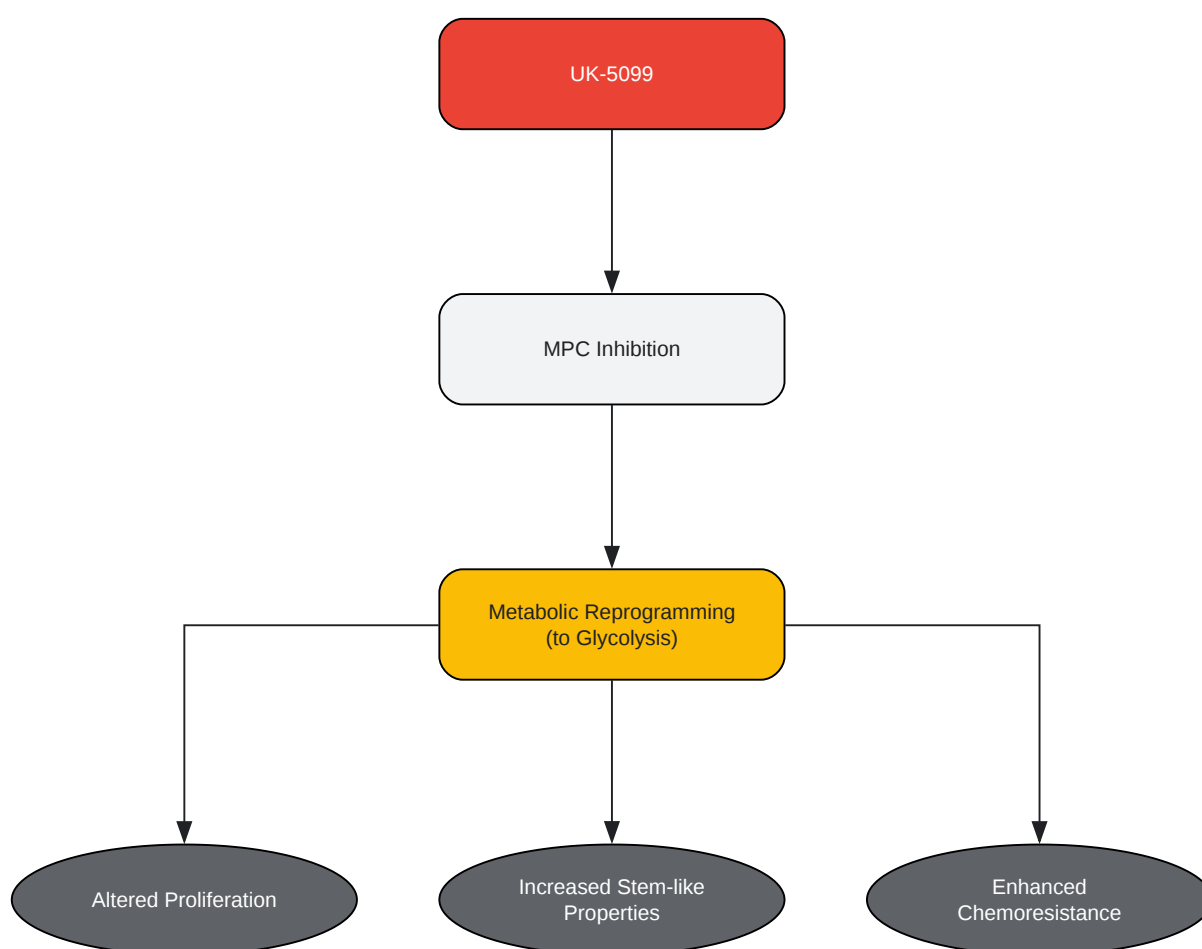 UK-5099
MPC Inhibition
Metabolic Reprogramming
(to Glycolysis)
Altered Proliferation
Increased Stem-like
Properties
Enhanced
Chemoresistance